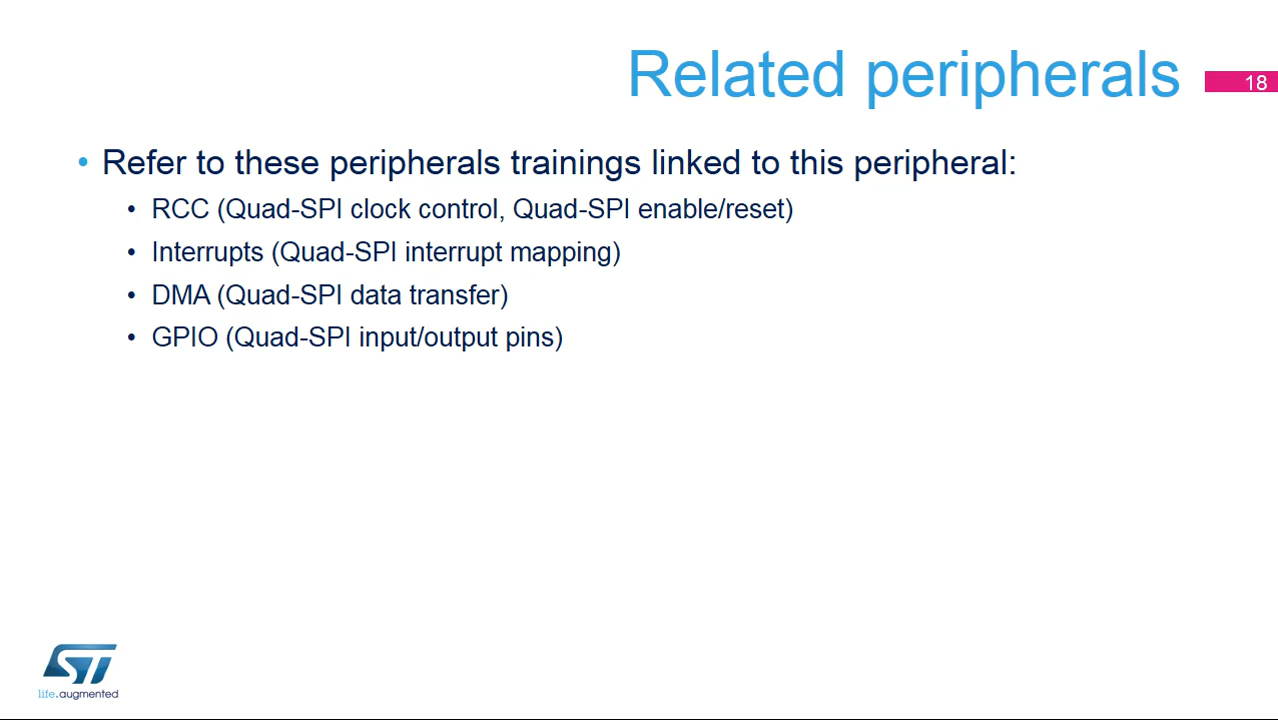 Related peripherals
18
• Refer to these peripherals trainings linked to this peripheral:
• RCC (Quad-SPI clock control, Quad-SPI enable/reset)
• Interrupts (Quad-SPI interrupt mapping)
• DMA (Quad-SPI data transfer)
• GPIO (Quad-SPI input/output pins)
ST
life.augmented